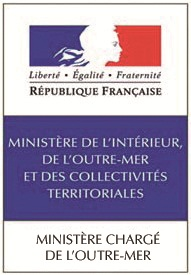 Liberté • Égalité • Fraternité
RÉPUBLIQUE FRANÇAISE
MINISTÈRE DE L'INTÉRIEUR,
DE L'OUTRE-MER
ET DES COLLECTIVITÉS
TERRITORIALES
MINISTÈRE CHARGÉ
DE L'OUTRE-MER